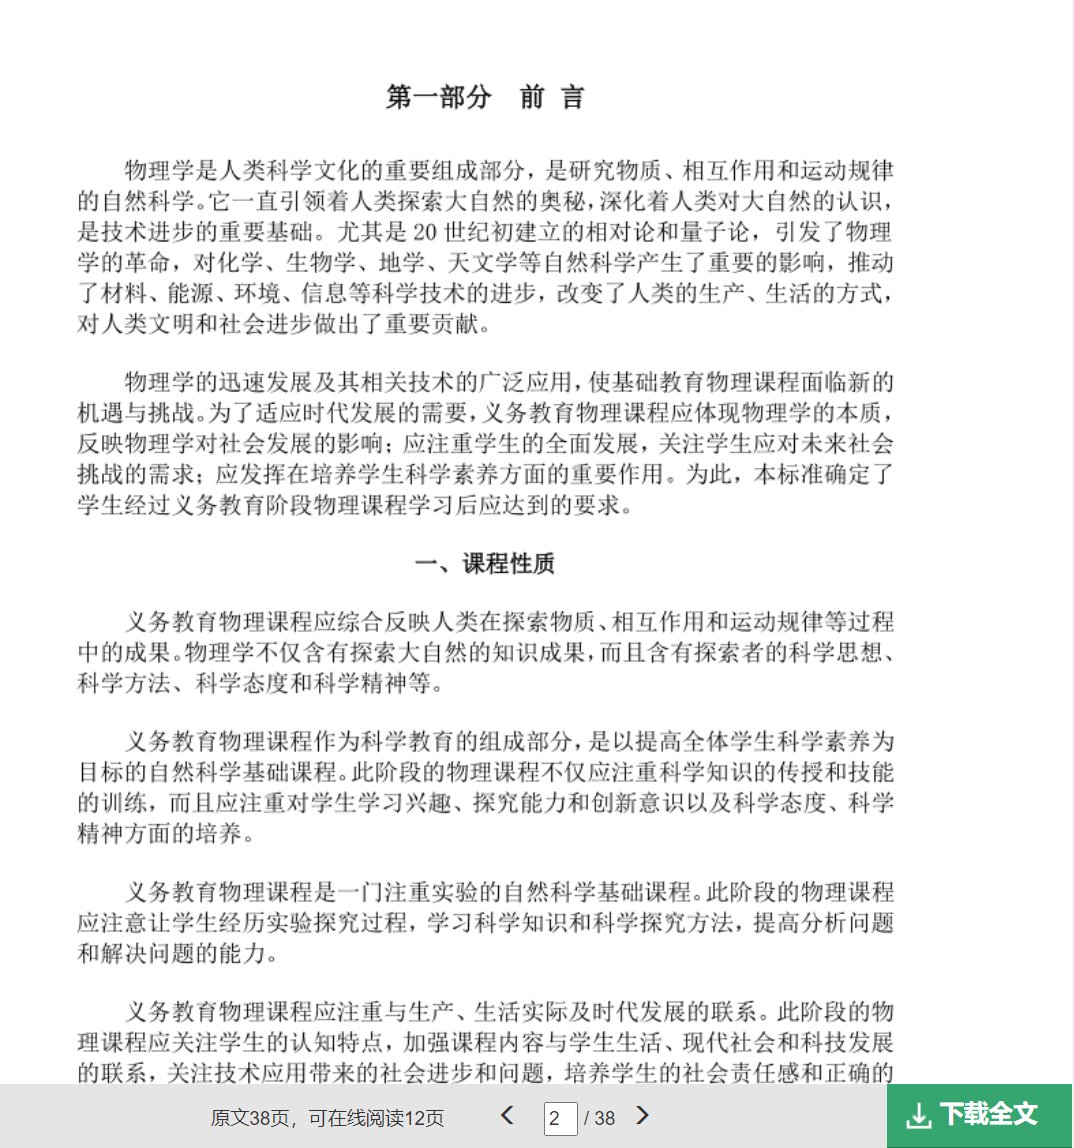 第一部分 前 言
物理学是人类科学文化的重要组成部分，是研究物质、相互作用和运动规律
的自然科学。它一直引领着人类探索大自然的奥秘，深化着人类对大自然的认识，
是技术进步的重要基础。尤其是 20 世纪初建立的相对论和量子论，引发了物理
学的革命，对化学、生物学、地学、天文学等自然科学产生了重要的影响，推动
了材料、能源、环境、信息等科学技术的进步，改变了人类的生产、生活的方式，
对人类文明和社会进步做出了重要贡献。
物理学的迅速发展及其相关技术的广泛应用，使基础教育物理课程面临新的
机遇与挑战。为了适应时代发展的需要，义务教育物理课程应体现物理学的本质，
反映物理学对社会发展的影响；应注重学生的全面发展，关注学生应对未来社会
挑战的需求；应发挥在培养学生科学素养方面的重要作用。为此，本标准确定了
学生经过义务教育阶段物理课程学习后应达到的要求。
一、课程性质
义务教育物理课程应综合反映人类在探索物质、相互作用和运动规律等过程
中的成果。物理学不仅含有探索大自然的知识成果，而且含有探索者的科学思想、
科学方法、科学态度和科学精神等。
义务教育物理课程作为科学教育的组成部分，是以提高全体学生科学素养为
目标的自然科学基础课程。此阶段的物理课程不仅应注重科学知识的传授和技能
的训练，而且应注重对学生学习兴趣、探究能力和创新意识以及科学态度、科学
精神方面的培养。
义务教育物理课程是一门注重实验的自然科学基础课程。此阶段的物理课程
应注意让学生经历实验探究过程，学习科学知识和科学探究方法，提高分析问题
和解决问题的能力。
义务教育物理课程应注重与生产、生活实际及时代发展的联系。此阶段的物
理课程应关注学生的认知特点，加强课程内容与学生生活、现代社会和科技发展
的联系，关注技术应用带来的社会进步和问题，培养学生的社会责任感和正确的
原文38页，可在线阅读12页 2 / 38 下载全文